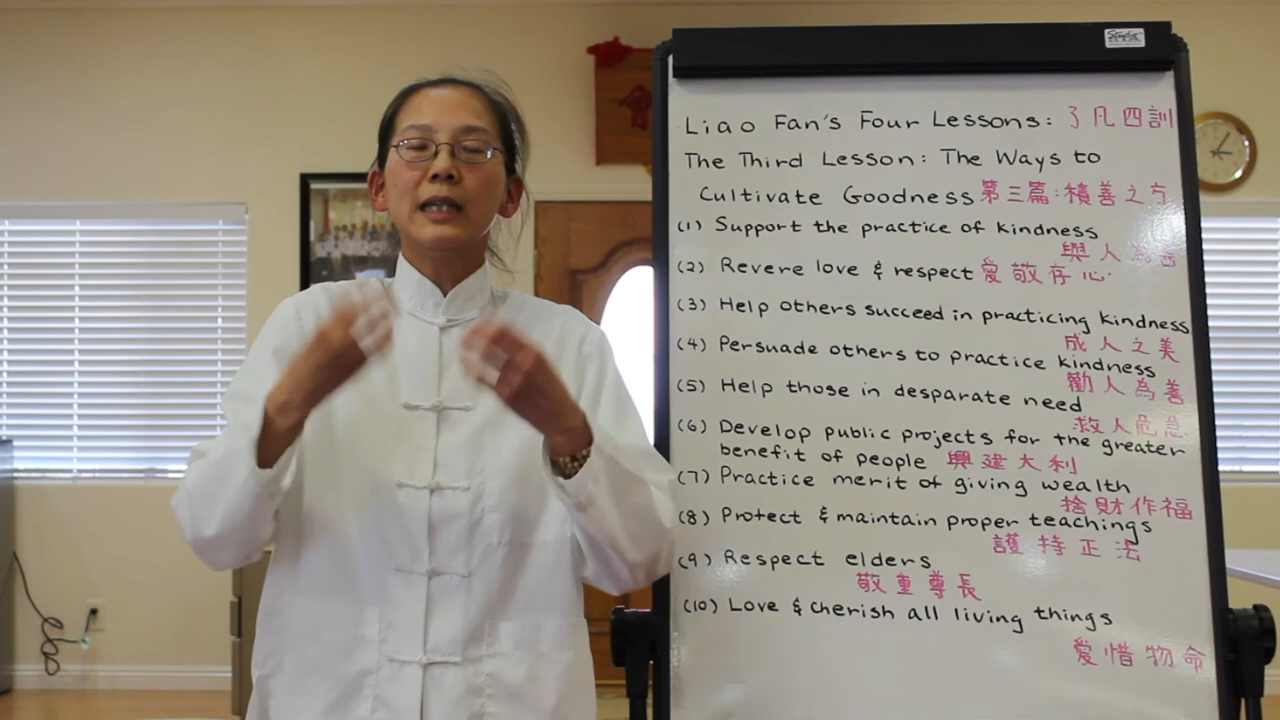 Liao Fan's Four Lessons: 了凡四訓
The Third Lesson: The Ways to
Cultivate Goodness 第三篇:積善之方
(1) Support the practice of kindness
與人為善
(2) Revere love & respect 愛敬存心
(3) Help others succeed in practicing kindness
成人之美
(4) Persuade others to practice kindness
勸人為善
(5) Help those in desparate need
救人危急
(6) Develop public projects for the greater
benefit of people 興建大利
(7) Practice merit of giving wealth
捨財作福
(8) Protect & maintain proper teachings
護持正法
(9) Respect elders
敬重尊長
(10) Love & cherish all living things
愛惜物命